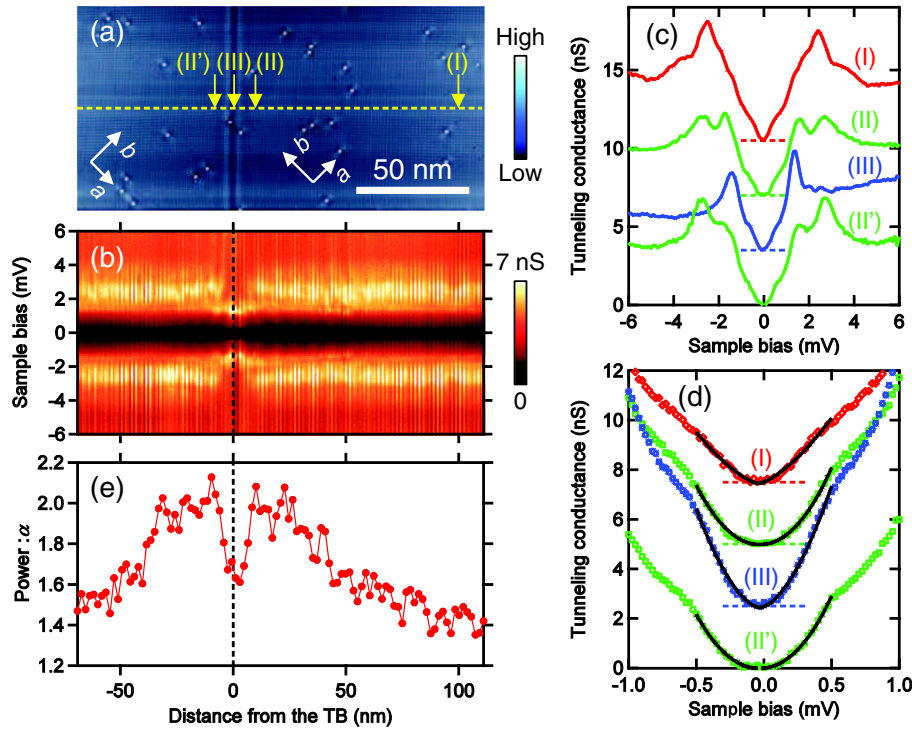 (a)
(II') (III) (II)
(I)
b
a
b
a
50 nm
High
Low
(b)
Sample bias (mV)
6
4
2
0
-2
-4
-6
7 nS
0
(e)
Power : α
2.2
2.0
1.8
1.6
1.4
1.2
-50
0
50
100
Distance from the TB (nm)
(c)
Tunneling conductance (nS)
15
10
5
0
(I)
(II)
(III)
(II')
-6
-4
-2
0
2
4
6
Sample bias (mV)
(d)
Tunneling conductance (nS)
12
10
8
6
4
2
0
(I)
(II)
(III)
(II')
-1.0
-0.5
0.0
0.5
1.0
Sample bias (mV)